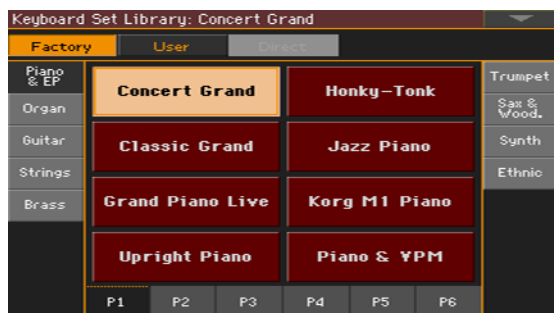 Keyboard Set Library: Concert Grand
Factory User Direct
Piano
& EP
Organ
Guitar
Strings
Brass
Concert Grand
Honky-Tonk
Classic Grand
Jazz Piano
Grand Piano Live
Korg M1 Piano
Upright Piano
Piano & ¥PM
Trumpet
Sax &
Wood.
Synth
Ethnic
P1 P2 P3 P4 P5 P6